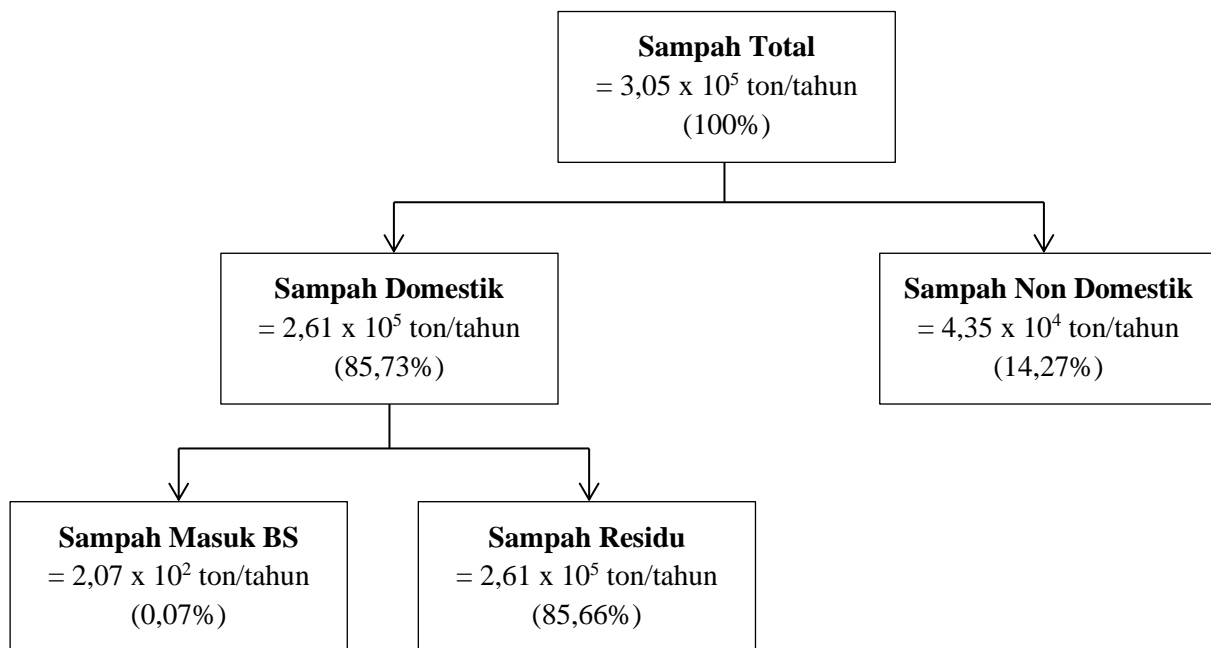 Sampah Total
= 3,05 x 10⁵ ton/tahun
(100%)
Sampah Domestik
= 2,61 x 10⁵ ton/tahun
(85,73%)
Sampah Non Domestik
= 4,35 x 10⁴ ton/tahun
(14,27%)
Sampah Masuk BS
= 2,07 x 10² ton/tahun
(0,07%)
Sampah Residu
= 2,61 x 10⁵ ton/tahun
(85,66%)